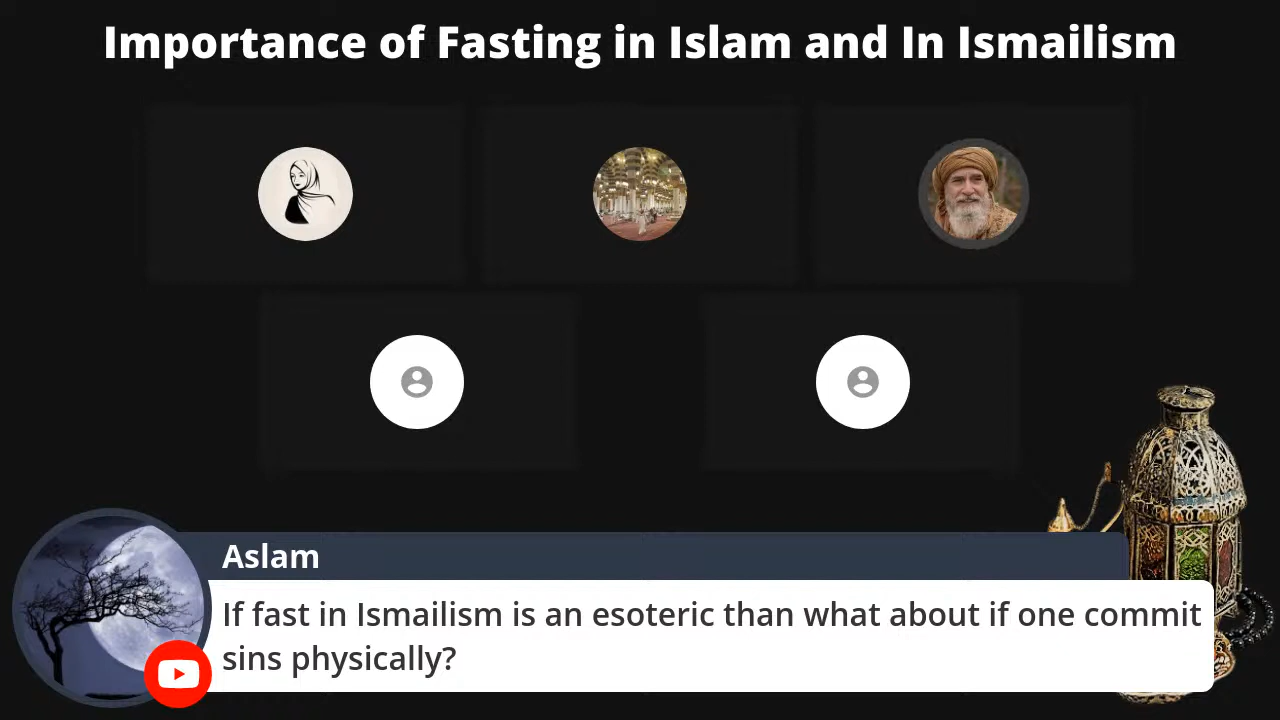 Importance of Fasting in Islam and In Ismailism
Aslam
If fast in Ismailism is an esoteric than what about if one commit
sins physically?